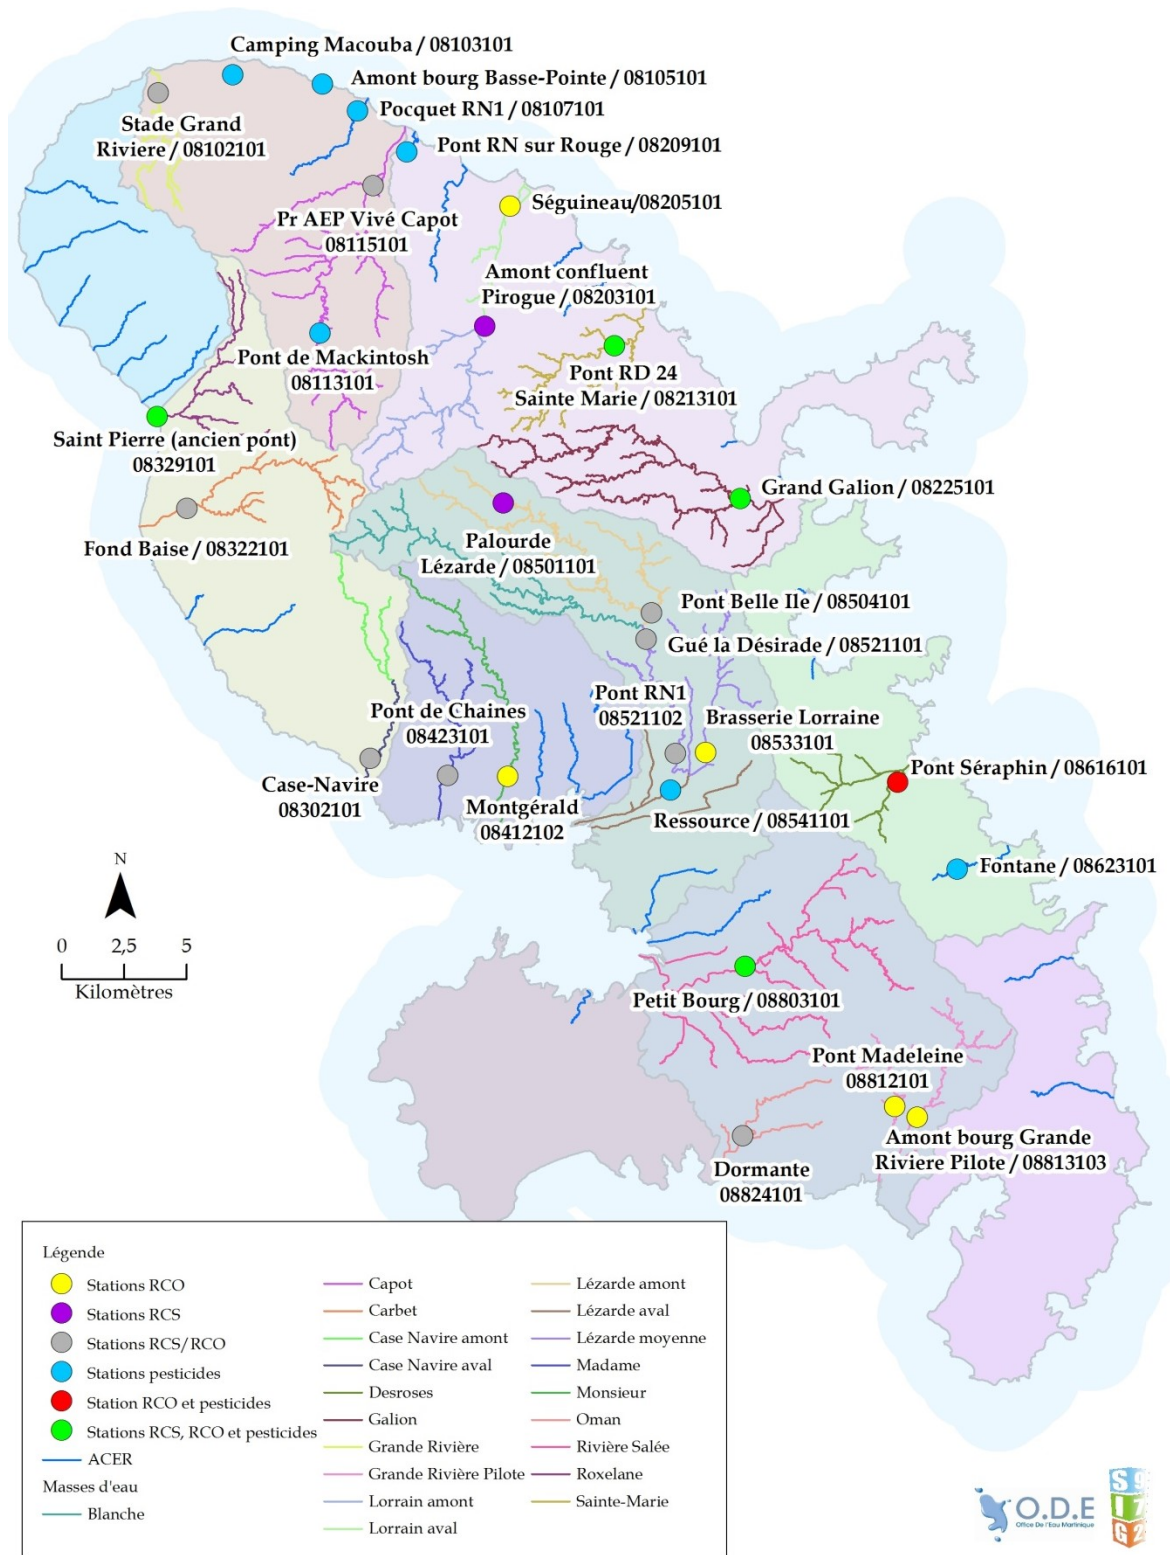 Camping Macouba / 08103101
Amont bourg Basse-Pointe / 08105101
Pocquet RN1 / 08107101
Stade Grand
Riviere / 08102101
Pont RN sur Rouge / 08209101
Pr AEP Vivé Capot
08115101
Séguineau/08205101
Amont confluent
Pirogue / 08203101
Pont de Mackintosh
08113101
Pont RD 24
Sainte Marie / 08213101
Saint Pierre (ancien pont)
08329101
Grand Galion / 08225101
Fond Baise / 08322101
Palourde
Lézarde / 08501101
Pont Belle Ile / 08504101
Gué la Désirade / 08521101
Pont RN1
08521102
Pont de Chaines
08423101
Brasserie Lorraine
08533101
Case-Navire
08302101
Montgérald
08412102
Ressource / 08541101
Pont Séraphin / 08616101
Fontane / 08623101
N
0 2,5 5
Kilomètres
Petit Bourg / 08803101
Pont Madeleine
08812101
Amont bourg Grande
Riviere Pilote / 08813103
Dormante
08824101
Légende
Stations RCO
Stations RCS
Stations RCS/RCO
Stations pesticides
Station RCO et pesticides
Stations RCS, RCO et pesticides
ACER
Masses d'eau
Blanche
Capot
Carbet
Case Navire amont
Case Navire aval
Desroses
Galion
Grande Rivière
Grande Rivière Pilote
Lorrain amont
Lorrain aval
Lézarde amont
Lézarde aval
Lézarde moyenne
Madame
Monsieur
Oman
Rivière Salée
Roxelane
Sainte-Marie
O.D.E
Office De l'Eau Martinique
S 9
I 7
G 2